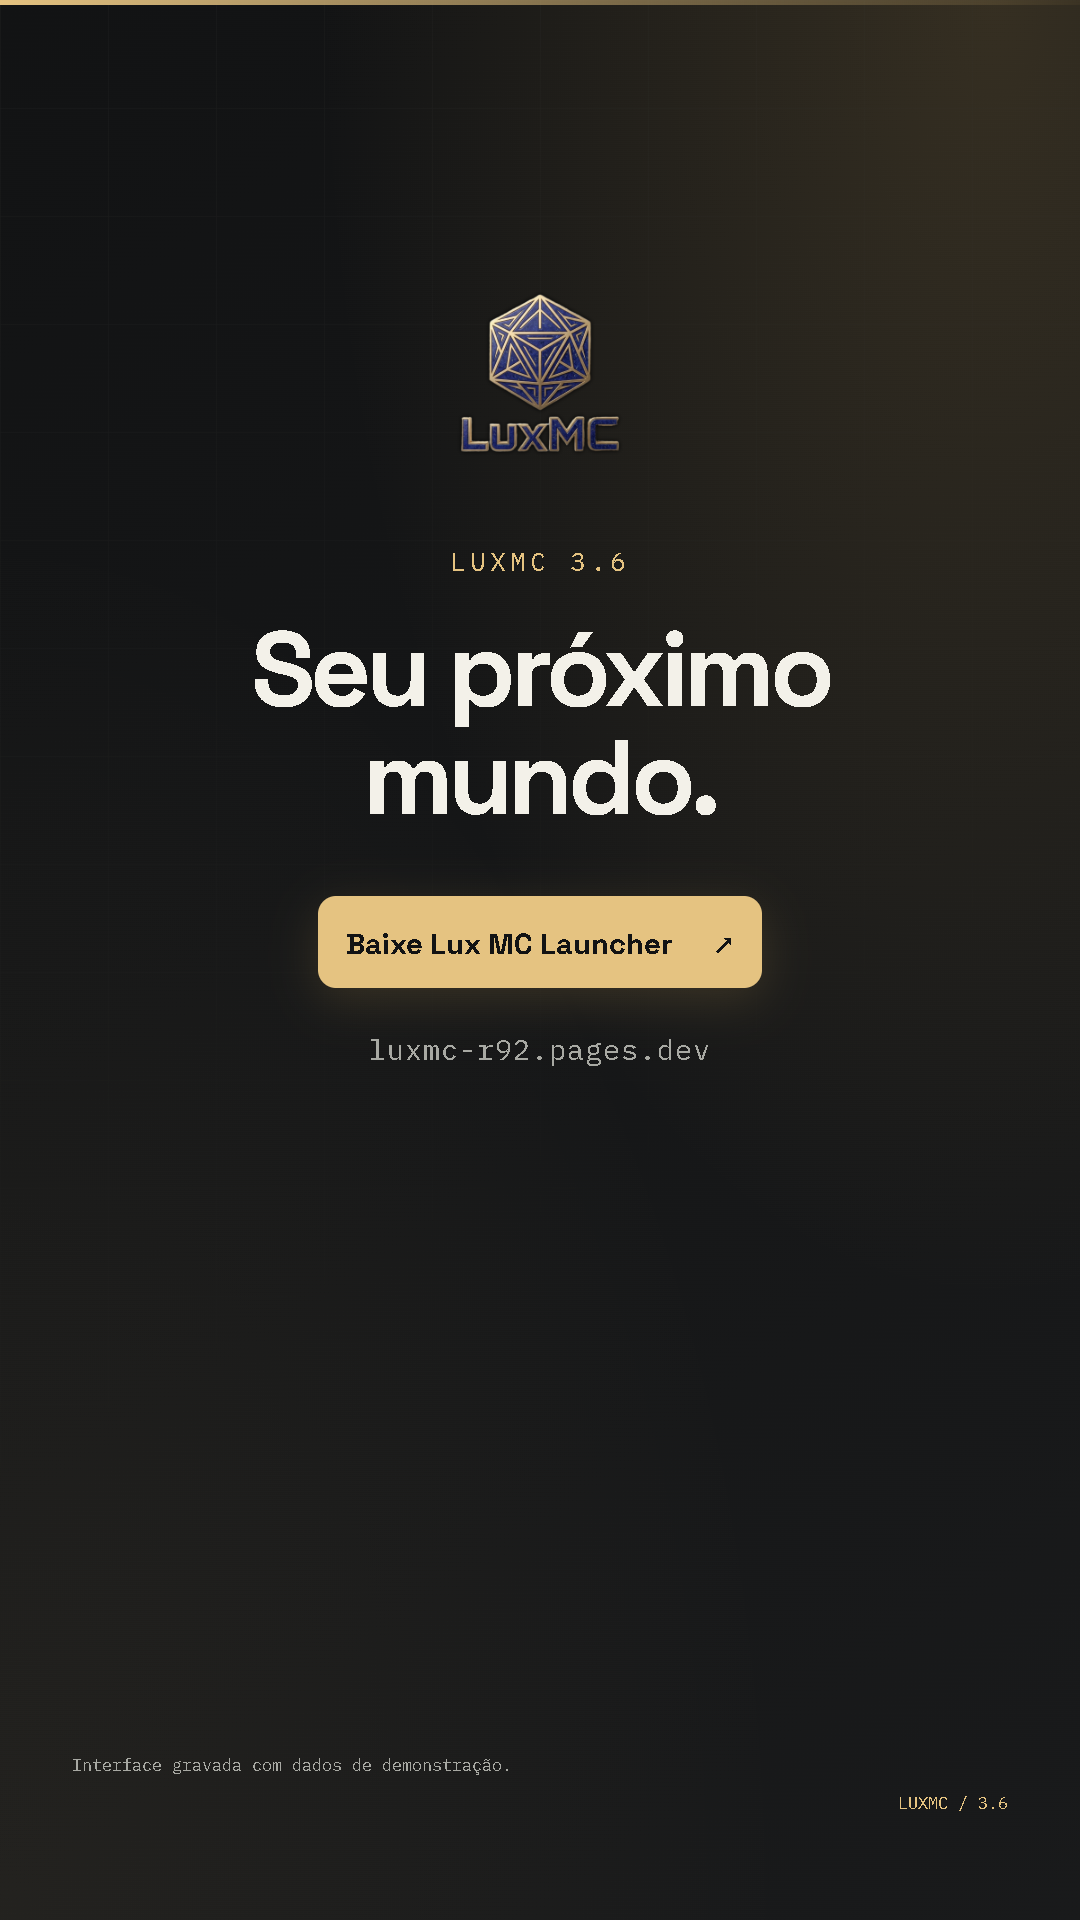 LuxMC
LUXMC 3.6
Seu próximo
mundo.
Baixe Lux MC Launcher ↗
luxmc-r92.pages.dev
Interface gravada com dados de demonstração.
LUXMC / 3.6